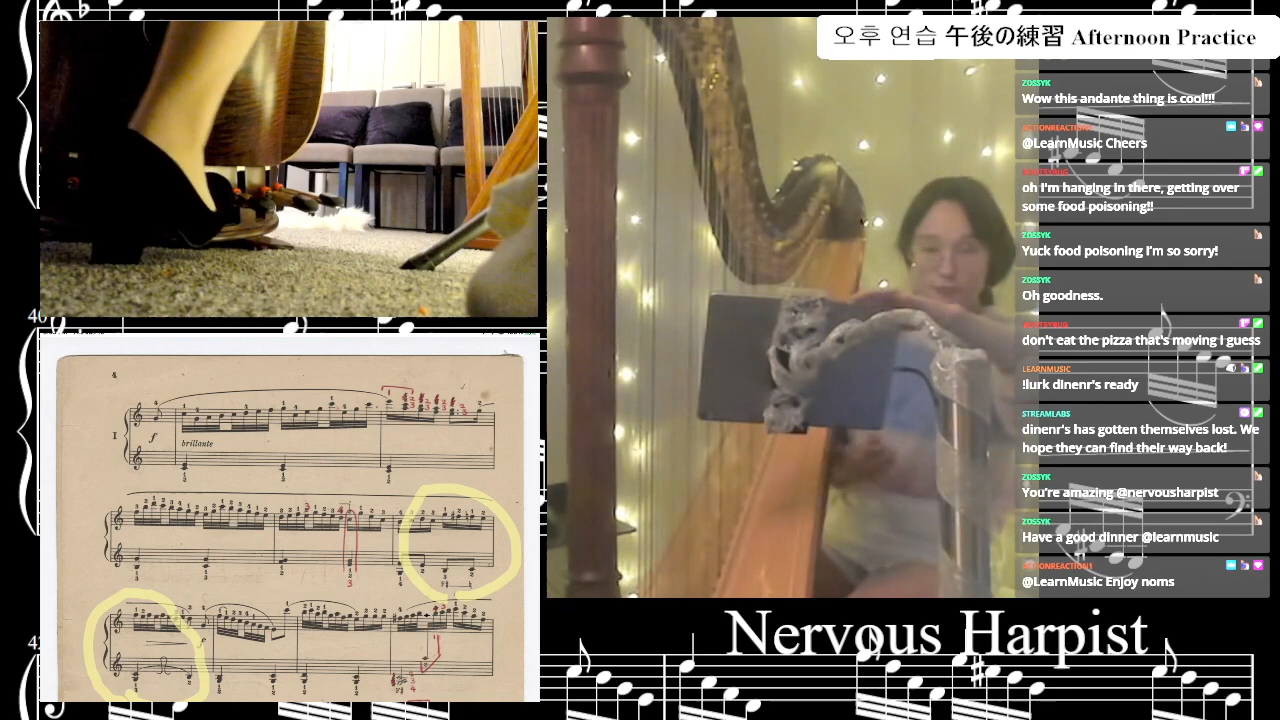 오후 연습 午後の練習 Afternoon Practice
ZOSSYK
Wow this andante thing is cool!!!
@LearnMusic Cheers
oh I'm hanging in there, getting over
some food poisoning!!
ZOSSYK
Yuck food poisoning I'm so sorry!
ZOSSYK
Oh goodness.
don't eat the pizza that's moving I guess
LEARNMUSIC
!lurk dinenr's ready
STREAMLABS
dinenr's has gotten themselves lost. We
hope they can find their way back!
ZOSSYK
You're amazing @nervousharpist
ZOSSYK
Have a good dinner @learnmusic
ACTIONREACTION1
@LearnMusic Enjoy noms
Nervous Harpist
46
4
I
f
brillante
f